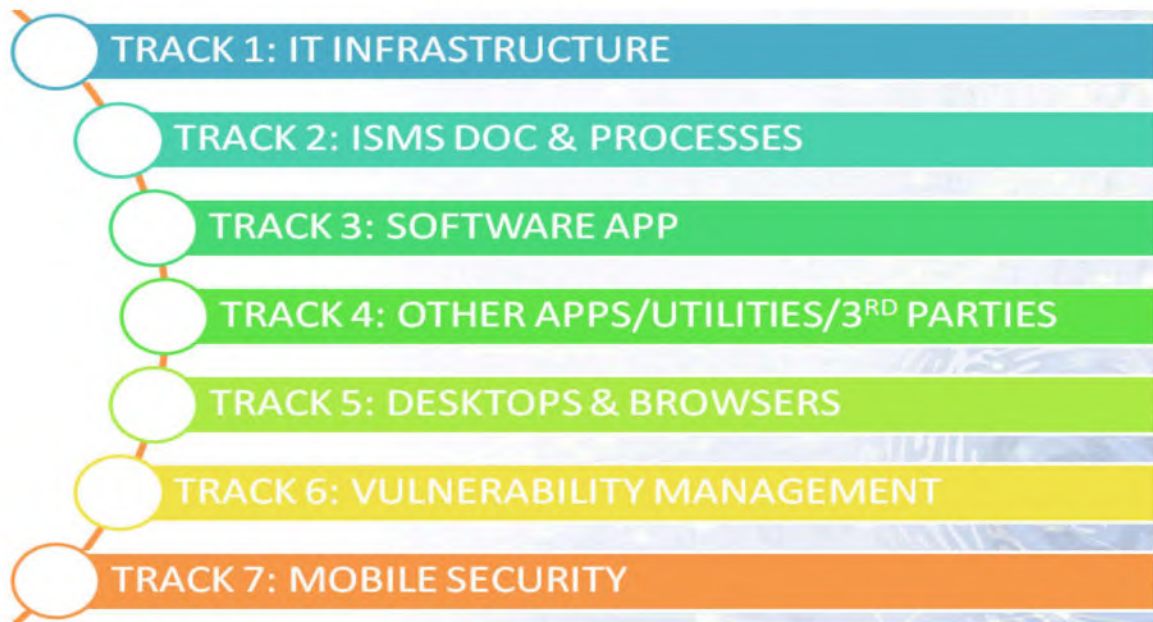 TRACK 1: IT INFRASTRUCTURE
TRACK 2: ISMS DOC & PROCESSES
TRACK 3: SOFTWARE APP
TRACK 4: OTHER APPS/UTILITIES/3RD PARTIES
TRACK 5: DESKTOPS & BROWSERS
TRACK 6: VULNERABILITY MANAGEMENT
TRACK 7: MOBILE SECURITY